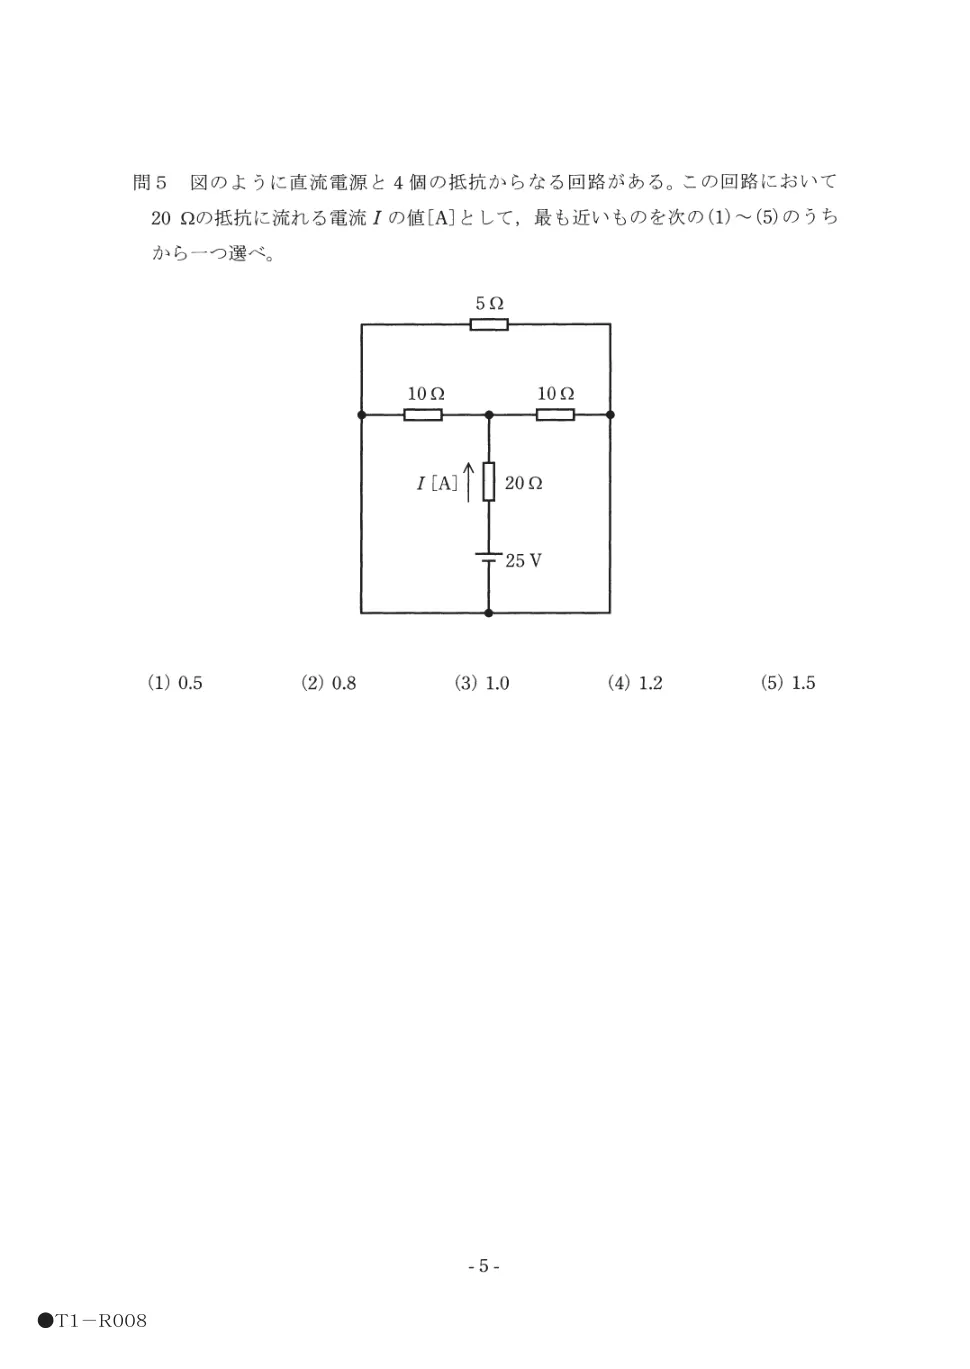 問5 図のように直流電源と4個の抵抗からなる回路がある。この回路において
20 Ωの抵抗に流れる電流 I の値[A]として，最も近いものを次の(1)～(5)のうち
から一つ選べ。
5 Ω
10 Ω 10 Ω
I [A] 20 Ω
25 V
(1) 0.5 (2) 0.8 (3) 1.0 (4) 1.2 (5) 1.5
- 5 -
●T1－R008